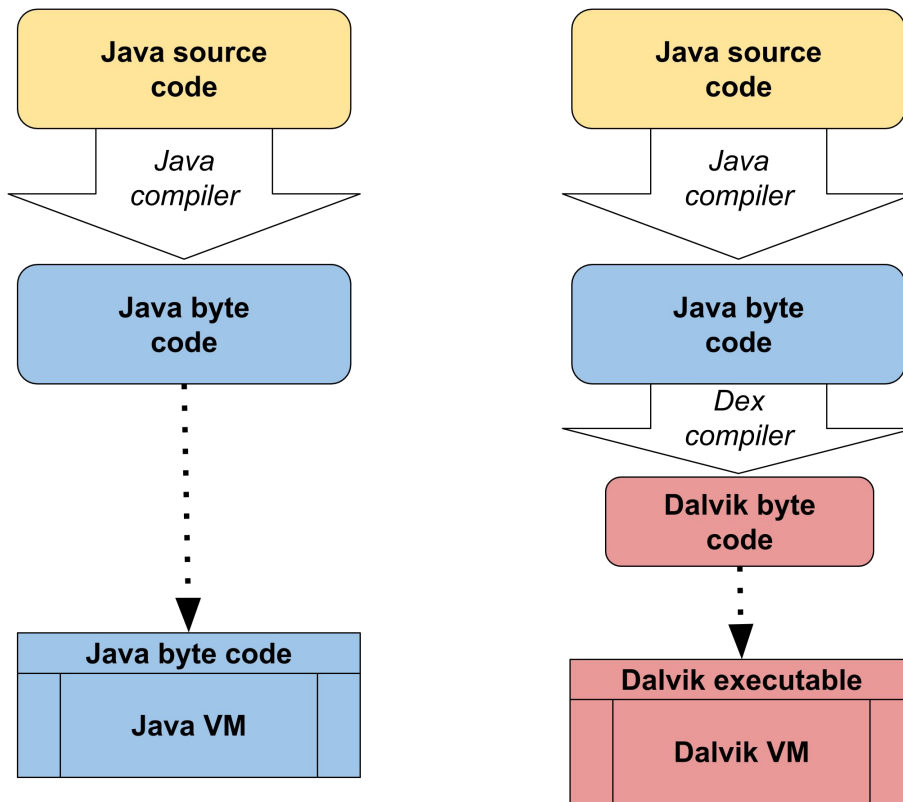 Java source
code
Java
compiler
Java byte
code
Java byte code
Java VM
Java source
code
Java
compiler
Java byte
code
Dex
compiler
Dalvik byte
code
Dalvik executable
Dalvik VM